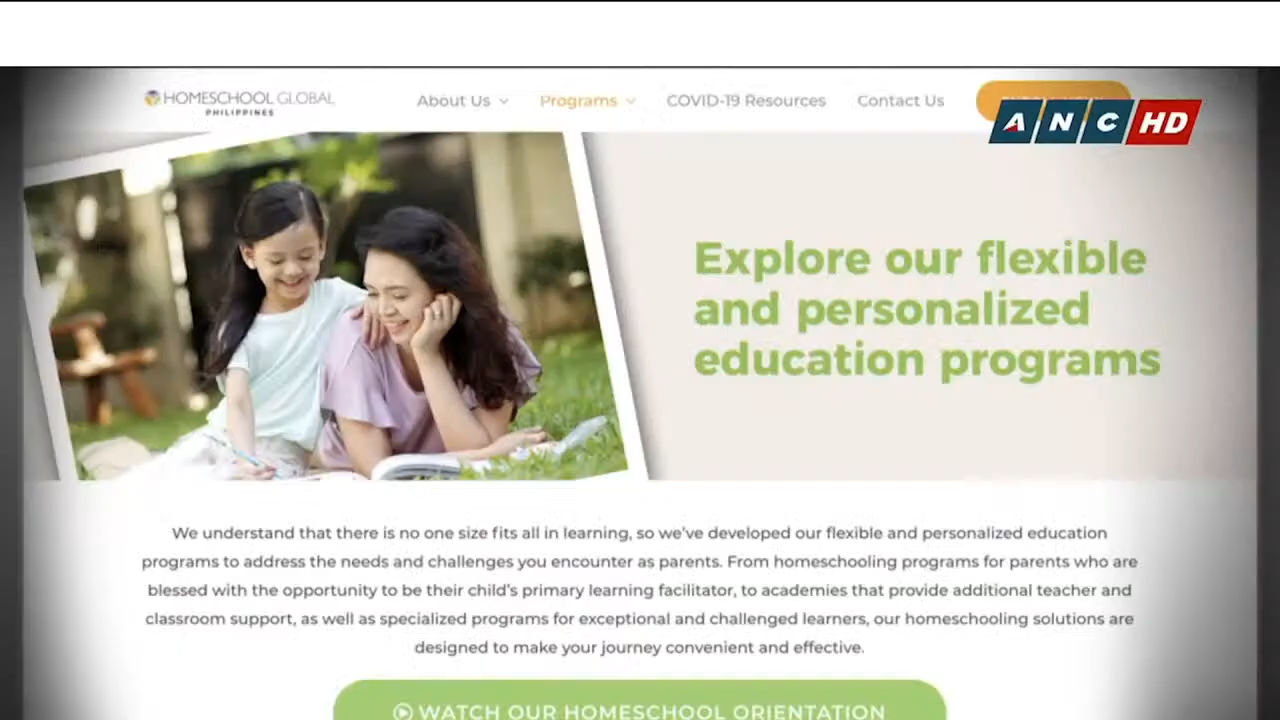 HOMESCHOOL GLOBAL
PHILIPPINES
About Us
Programs
COVID-19 Resources
Contact Us
ANC HD
Explore our flexible
and personalized
education programs
We understand that there is no one size fits all in learning, so we've developed our flexible and personalized education
programs to address the needs and challenges you encounter as parents. From homeschooling programs for parents who are
blessed with the opportunity to be their child's primary learning facilitator, to academies that provide additional teacher and
classroom support, as well as specialized programs for exceptional and challenged learners, our homeschooling solutions are
designed to make your journey convenient and effective.
WATCH OUR HOMESCHOOL ORIENTATION